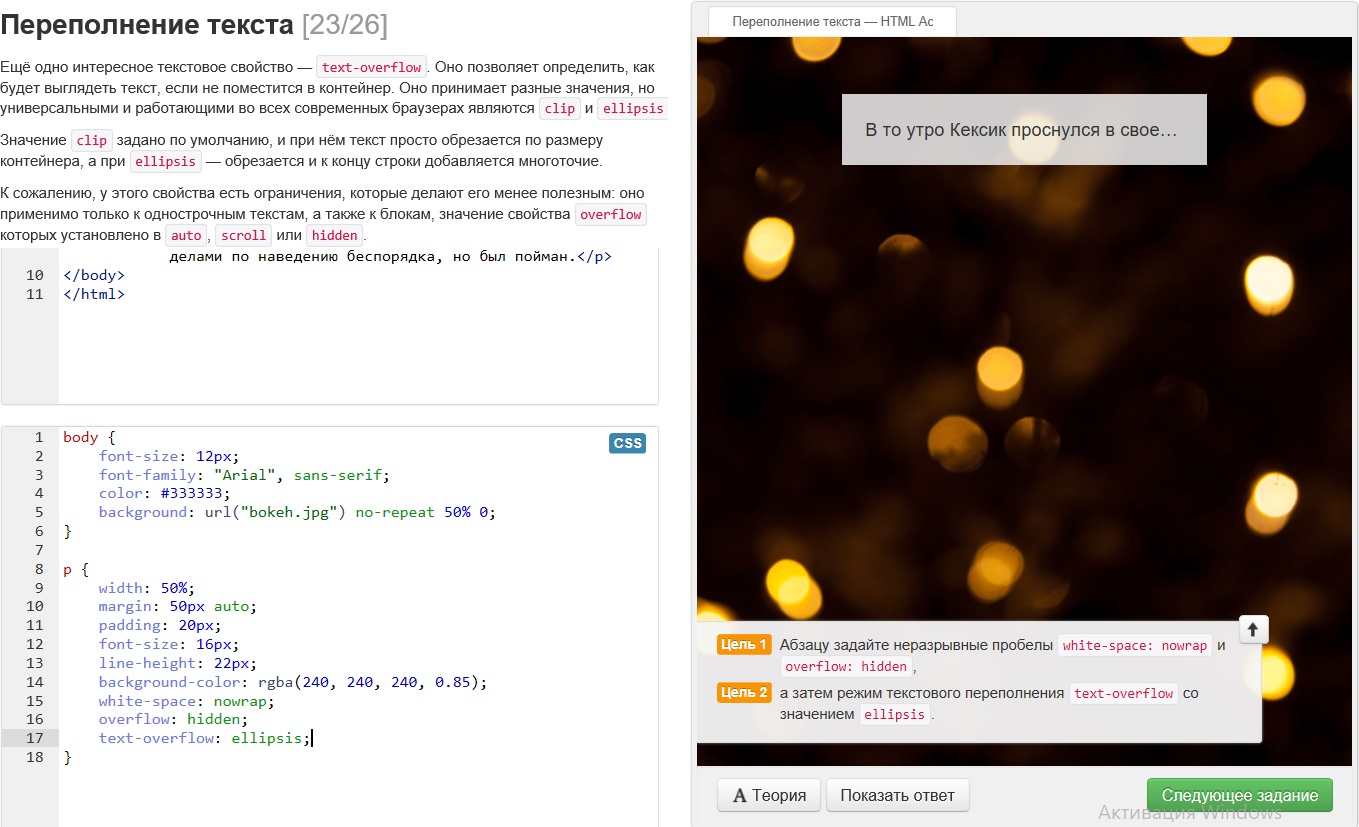 Переполнение текста [23/26]
Ещё одно интересное текстовое свойство — text-overflow. Оно позволяет определить, как
будет выглядеть текст, если не поместится в контейнер. Оно принимает разные значения, но
универсальными и работающими во всех современных браузерах являются clip и ellipsis
Значение clip задано по умолчанию, и при нём текст просто обрезается по размеру
контейнера, а при ellipsis — обрезается и к концу строки добавляется многоточие.
К сожалению, у этого свойства есть ограничения, которые делают его менее полезным: оно
применимо только к однострочным текстам, а также к блокам, значение свойства overflow
которых установлено в auto, scroll или hidden.
делами по наведению беспорядка, но был пойман.</p>
10 </body>
11 </html>
CSS
1 body {
2 font-size: 12px;
3 font-family: "Arial", sans-serif;
4 color: #333333;
5 background: url("bokeh.jpg") no-repeat 50% 0;
6 }
7
8 p {
9 width: 50%;
10 margin: 50px auto;
11 padding: 20px;
12 font-size: 16px;
13 line-height: 22px;
14 background-color: rgba(240, 240, 240, 0.85);
15 white-space: nowrap;
16 overflow: hidden;
17 text-overflow: ellipsis;
18 }
Переполнение текста — HTML Ac
В то утро Кексик проснулся в свое…
Цель 1 Абзацу задайте неразрывные пробелы white-space: nowrap и
overflow: hidden,
Цель 2 а затем режим текстового переполнения text-overflow со
значением ellipsis.
A Теория Показать ответ Следующее задание
Активация Windows